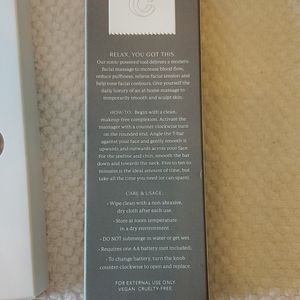 C
RELAX, YOU GOT THIS.
Our sonic-powered tool delivers a modern
facial massage to increase blood flow,
reduce puffiness, relieve facial tension and
help tone facial contours. Give yourself the
daily luxury of an at-home massage to
temporarily smooth and sculpt skin.
HOW-TO: Begin with a clean,
makeup-free complexion. Activate the
massager with a counter clockwise turn
on the rounded end. Angle the T-bar
against your face and gently smooth it
upwards and outwards across your face.
For the jawline and chin, smooth the bar
down and towards the neck. Five to ten
minutes is the ideal amount of time, but
take all the time you need (or can spare).
CARE & USAGE:
- Wipe clean with a non-abrasive,
dry cloth after each use.
- Store at room temperature
in a dry environment.
- DO NOT submerge in water or get wet.
- Requires one AA battery (not included).
- To change battery, turn the knob
counter-clockwise to open and replace.
FOR EXTERNAL USE ONLY.
VEGAN. CRUELTY-FREE.